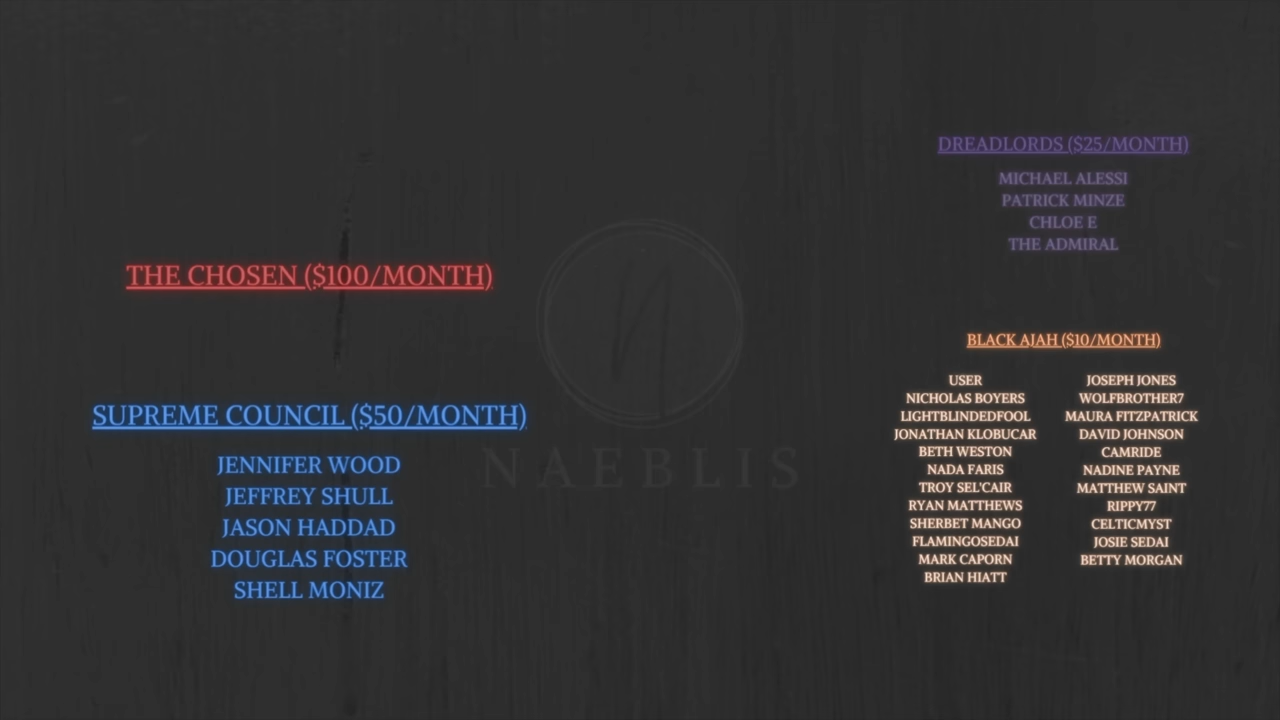 THE CHOSEN ($100/MONTH)
SUPREME COUNCIL ($50/MONTH)
JENNIFER WOOD
JEFFREY SHULL
JASON HADDAD
DOUGLAS FOSTER
SHELL MONIZ
NAEBLIS
DREADLORDS ($25/MONTH)
MICHAEL ALESSI
PATRICK MINZE
CHLOE E
THE ADMIRAL
BLACK AJAH ($10/MONTH)
USER
NICHOLAS BOYERS
LIGHTBLINDEDFOOL
JONATHAN KLOBUCAR
BETH WESTON
NADA FARIS
TROY SEL'CAIR
RYAN MATTHEWS
SHERBET MANGO
FLAMINGOSEDAI
MARK CAPORN
BRIAN HIATT
JOSEPH JONES
WOLFBROTHER7
MAURA FITZPATRICK
DAVID JOHNSON
CAMRIDE
NADINE PAYNE
MATTHEW SAINT
RIPPY77
CELTICMYST
JOSIE SEDAI
BETTY MORGAN